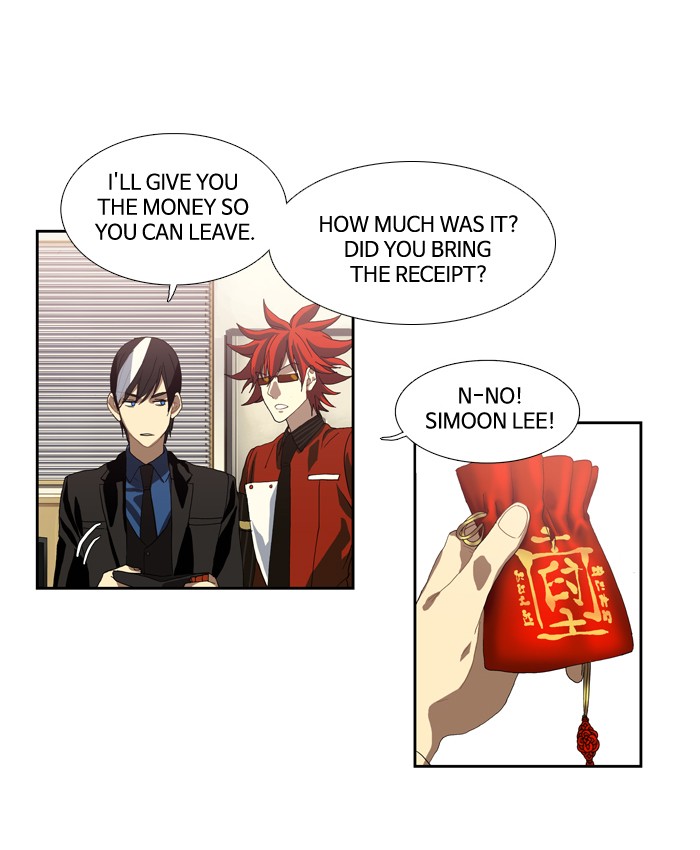 I'LL GIVE YOU
THE MONEY SO
YOU CAN LEAVE.
HOW MUCH WAS IT?
DID YOU BRING
THE RECEIPT?
N-NO!
SIMOON LEE!